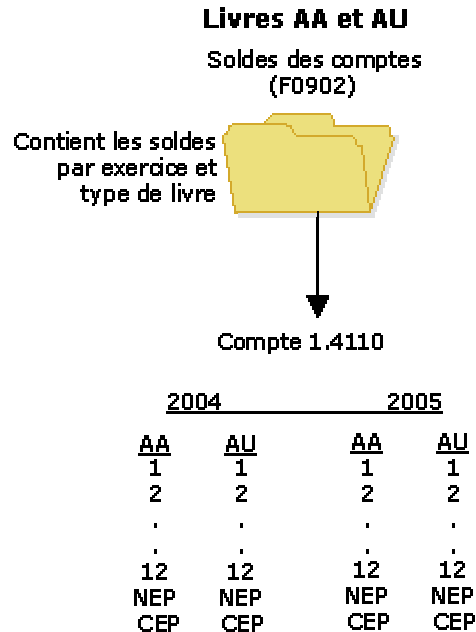 Livres AA et AU
Soldes des comptes
(F0902)
Contient les soldes
par exercice et
type de livre
Compte 1.4110
2004 2005
AA AU AA AU
1 1 1 1
2 2 2 2
. . . .
. . . .
12 12 12 12
NEP NEP NEP NEP
CEP CEP CEP CEP